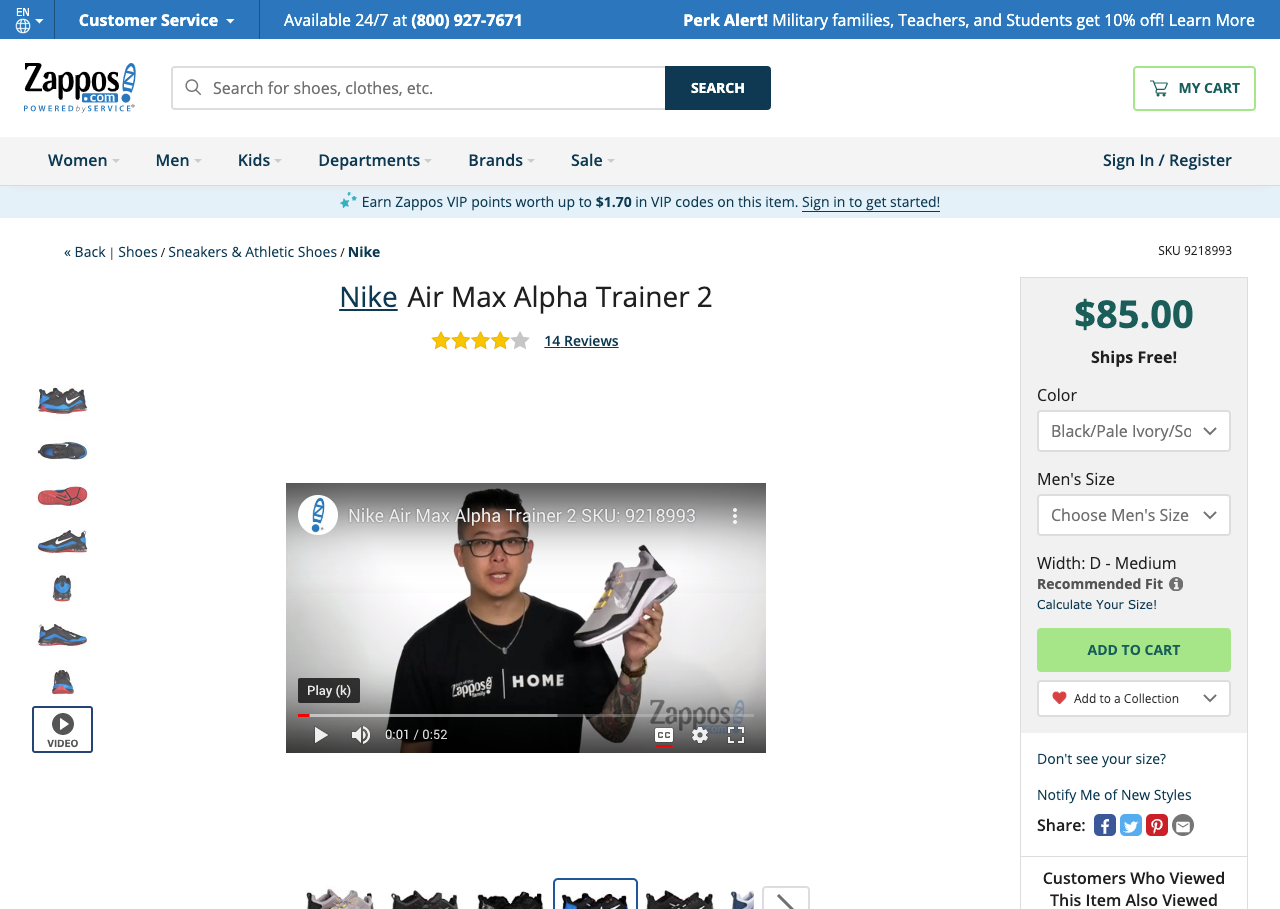 EN
Customer Service
Available 24/7 at (800) 927-7671
Perk Alert! Military families, Teachers, and Students get 10% off! Learn More
Zappos
.com
POWERED by SERVICE
Search for shoes, clothes, etc.
SEARCH
MY CART
Women
Men
Kids
Departments
Brands
Sale
Sign In / Register
Earn Zappos VIP points worth up to $1.70 in VIP codes on this item. Sign in to get started!
« Back | Shoes / Sneakers & Athletic Shoes / Nike
SKU 9218993
Nike Air Max Alpha Trainer 2
14 Reviews
VIDEO
Nike Air Max Alpha Trainer 2 SKU: 9218993
Zappos
HOME
Zappos
Play (k)
0:01 / 0:52
CC
$85.00
Ships Free!
Color
Black/Pale Ivory/So
Men's Size
Choose Men's Size
Width: D - Medium
Recommended Fit
Calculate Your Size!
ADD TO CART
Add to a Collection
Don't see your size?
Notify Me of New Styles
Share:
Customers Who Viewed
This Item Also Viewed